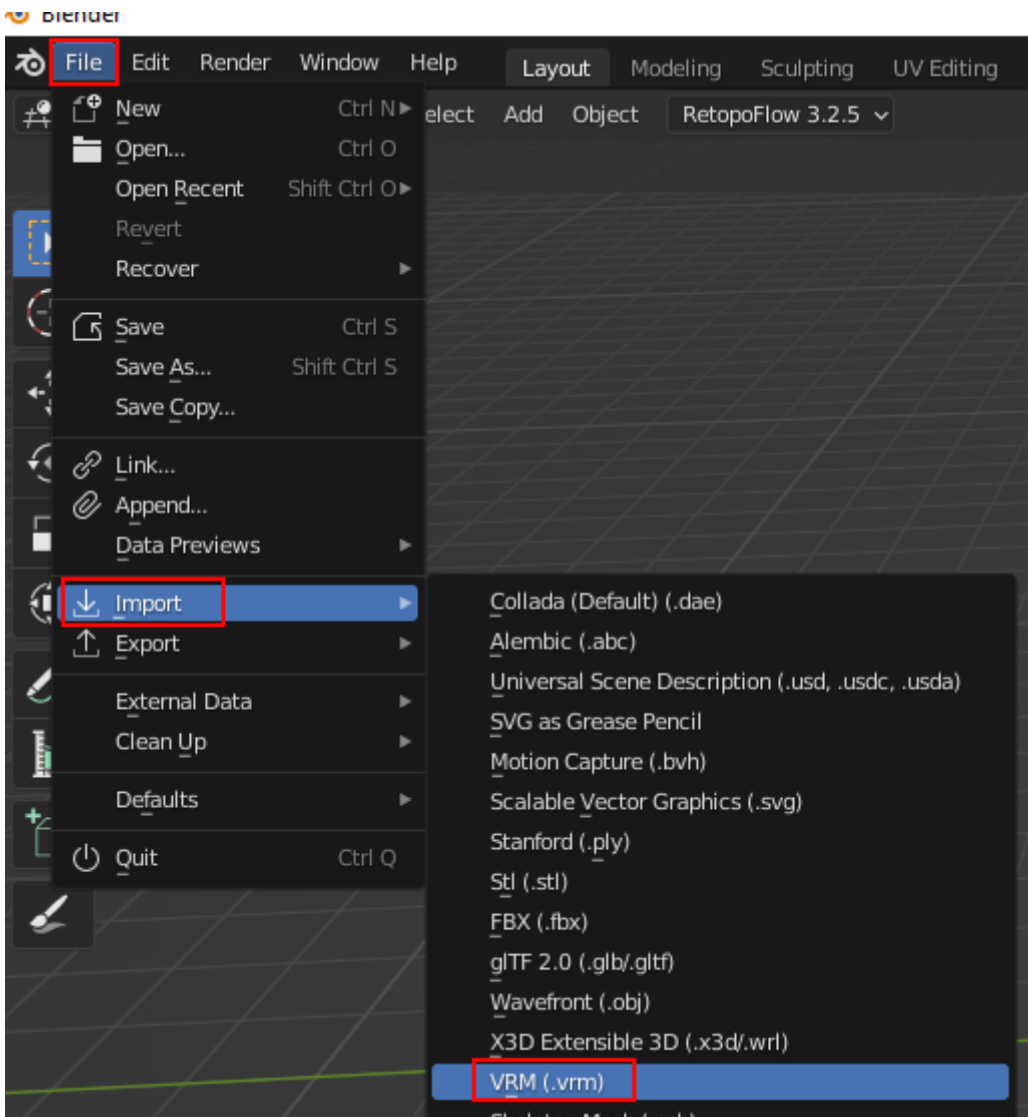 Blender
File Edit Render Window Help Layout Modeling Sculpting UV Editing
elect Add Object RetopoFlow 3.2.5
New Ctrl N
Open... Ctrl O
Open Recent Shift Ctrl O
Revert
Recover
Save Ctrl S
Save As... Shift Ctrl S
Save Copy...
Link...
Append...
Data Previews
Import
Export
External Data
Clean Up
Defaults
Quit Ctrl Q
Collada (Default) (.dae)
Alembic (.abc)
Universal Scene Description (.usd, .usdc, .usda)
SVG as Grease Pencil
Motion Capture (.bvh)
Scalable Vector Graphics (.svg)
Stanford (.ply)
Stl (.stl)
FBX (.fbx)
glTF 2.0 (.glb/.gltf)
Wavefront (.obj)
X3D Extensible 3D (.x3d/.wrl)
VRM (.vrm)